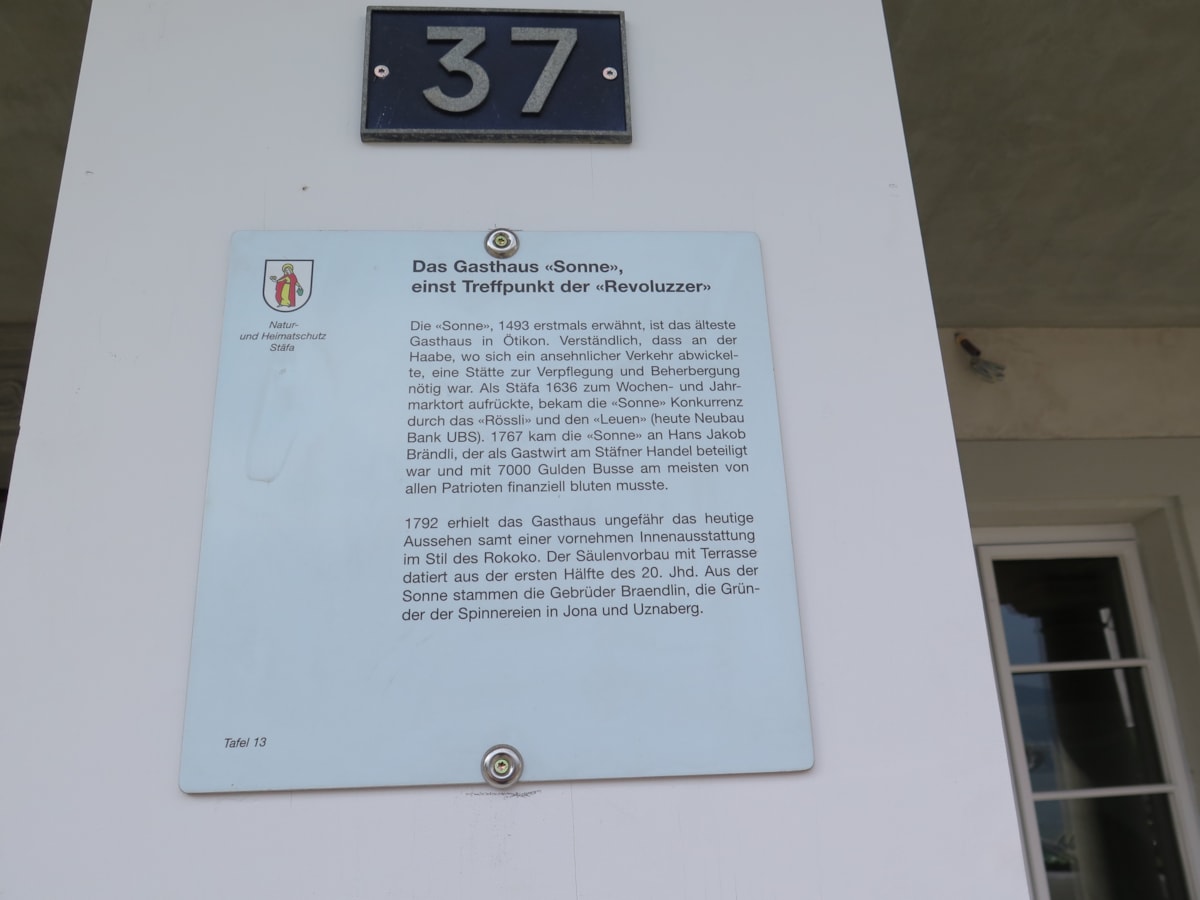 37
Natur-
und Heimatschutz
Stäfa
Das Gasthaus «Sonne»,
einst Treffpunkt der «Revoluzzer»
Die «Sonne», 1493 erstmals erwähnt, ist das älteste
Gasthaus in Ötikon. Verständlich, dass an der
Haabe, wo sich ein ansehnlicher Verkehr abwickel-
te, eine Stätte zur Verpflegung und Beherbergung
nötig war. Als Stäfa 1636 zum Wochen- und Jahr-
marktort aufrückte, bekam die «Sonne» Konkurrenz
durch das «Rössli» und den «Leuen» (heute Neubau
Bank UBS). 1767 kam die «Sonne» an Hans Jakob
Brändli, der als Gastwirt am Stäfner Handel beteiligt
war und mit 7000 Gulden Busse am meisten von
allen Patrioten finanziell bluten musste.
1792 erhielt das Gasthaus ungefähr das heutige
Aussehen samt einer vornehmen Innenausstattung
im Stil des Rokoko. Der Säulenvorbau mit Terrasse
datiert aus der ersten Hälfte des 20. Jhd. Aus der
Sonne stammen die Gebrüder Braendlin, die Grün-
der der Spinnereien in Jona und Uznaberg.
Tafel 13